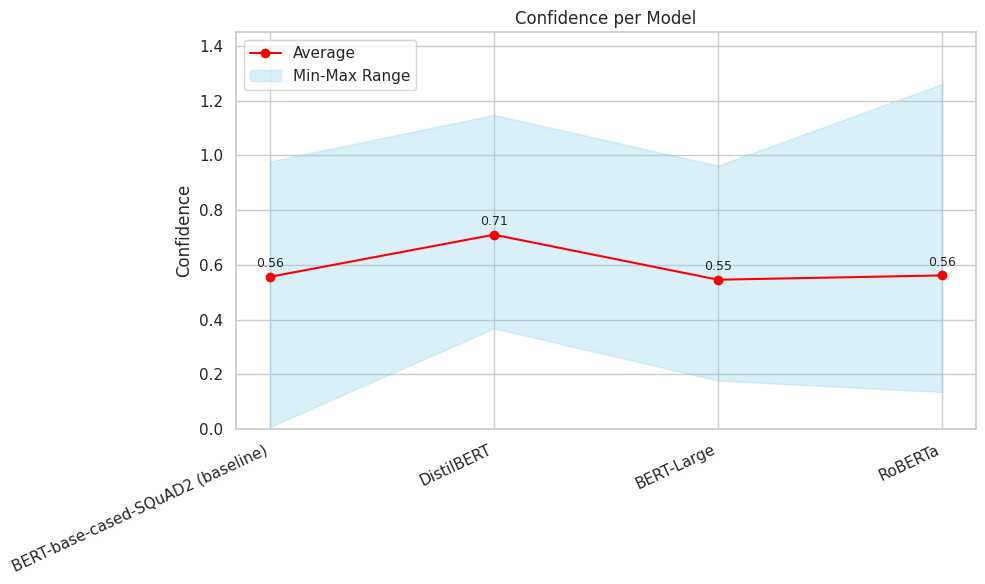 Confidence per Model
Average
Min-Max Range
Confidence
1.4
1.2
1.0
0.8
0.6
0.4
0.2
0.0
0.56
0.71
0.55
0.56
BERT-base-cased-SQuAD2 (baseline)
DistilBERT
BERT-Large
RoBERTa